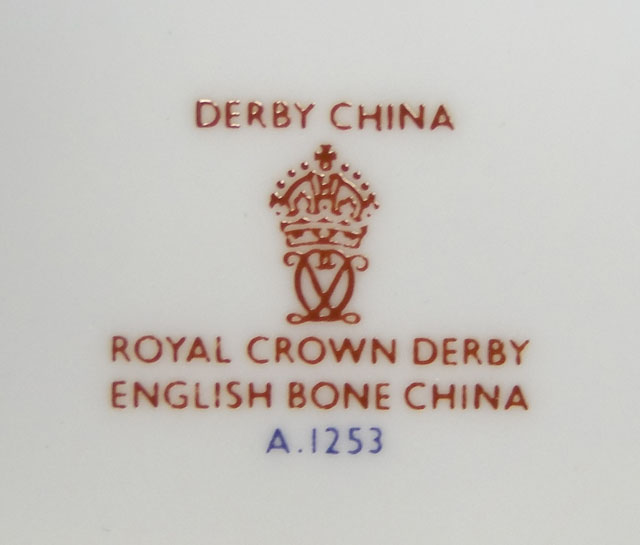 DERBY CHINA
ROYAL CROWN DERBY
ENGLISH BONE CHINA
A.1253